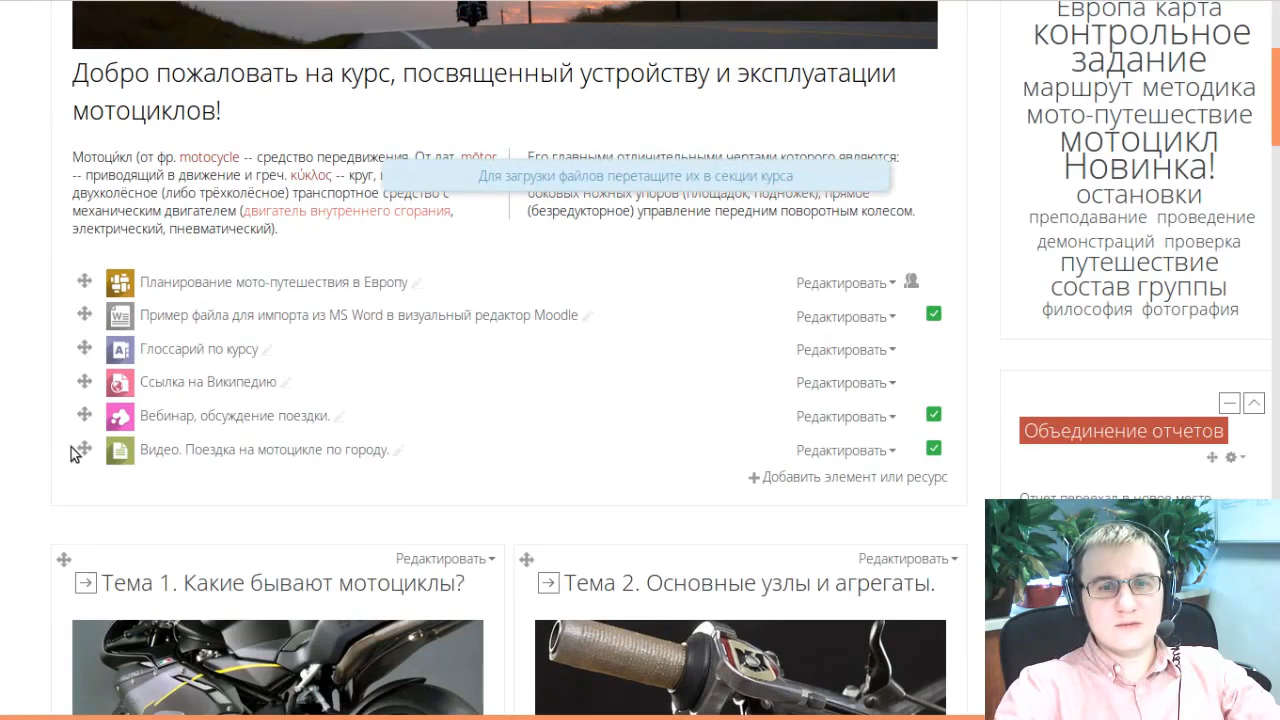 Добро пожаловать на курс, посвященный устройству и эксплуатации
мотоциклов!
Мотоци́кл (от фр. motocycle -- средство передвижения. От лат. mōtor
-- приводящий в движение и греч. κύκλος -- круг,
двухколёсное (либо трёхколёсное) транспортное средство с
механическим двигателем (двигатель внутреннего сгорания,
электрический, пневматический).
Его главными отличительными чертами которого являются:
боковых ножных упоров (площадок, подножек), прямое
(безредукторное) управление передним поворотным колесом.
Для загрузки файлов перетащите их в секции курса
Планирование мото-путешествия в Европу Редактировать
Пример файла для импорта из MS Word в визуальный редактор Moodle Редактировать
Глоссарий по курсу Редактировать
Ссылка на Википедию Редактировать
Вебинар, обсуждение поездки. Редактировать
Видео. Поездка на мотоцикле по городу. Редактировать
Добавить элемент или ресурс
Редактировать
Тема 1. Какие бывают мотоциклы?
Редактировать
Тема 2. Основные узлы и агрегаты.
Европа карта
контрольное
задание
маршрут методика
мото-путешествие
мотоцикл
Новинка!
остановки
преподавание проведение
демонстраций проверка
путешествие
состав группы
философия фотография
Объединение отчетов
Отчет переехал в новое место